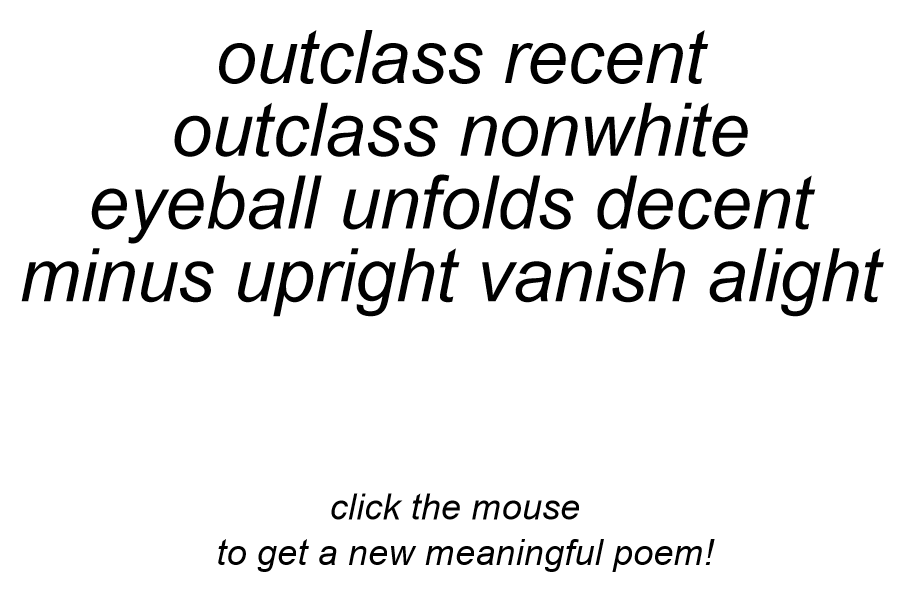 outclass recent
outclass nonwhite
eyeball unfolds decent
minus upright vanish alight
click the mouse
to get a new meaningful poem!